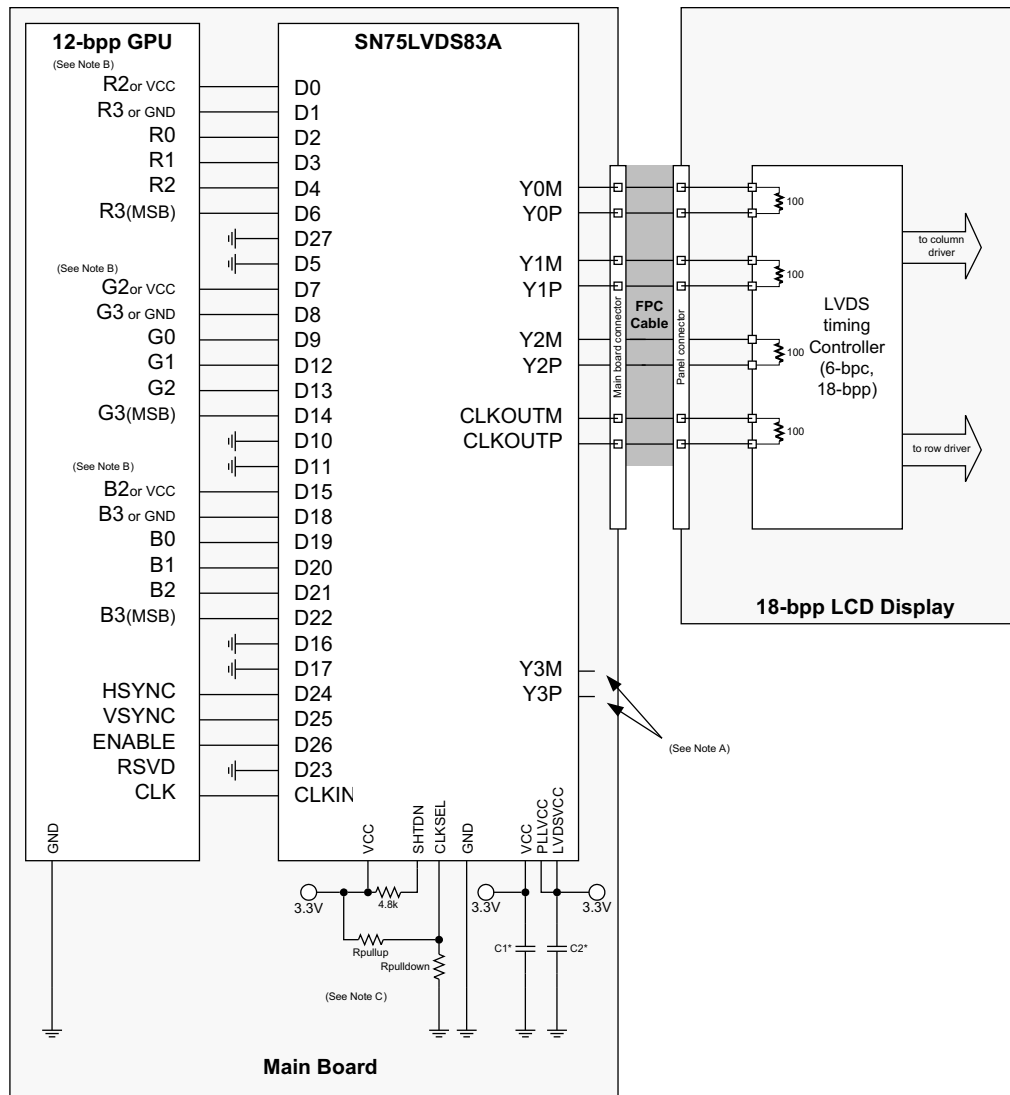 12-bpp GPU
(See Note B)
R2or VCC
R3 or GND
R0
R1
R2
R3(MSB)
(See Note B)
G2or VCC
G3 or GND
G0
G1
G2
G3(MSB)
(See Note B)
B2or VCC
B3 or GND
B0
B1
B2
B3(MSB)
HSYNC
VSYNC
ENABLE
RSVD
CLK
GND
SN75LVDS83A
D0
D1
D2
D3
D4
D6
D27
D5
D7
D8
D9
D12
D13
D14
D10
D11
D15
D18
D19
D20
D21
D22
D16
D17
D24
D25
D26
D23
CLKIN
Y0M
Y0P
Y1M
Y1P
Y2M
Y2P
CLKOUTM
CLKOUTP
Y3M
Y3P
(See Note A)
VCC
SHTDN
CLKSEL
GND
VCC
PLLVCC
LVDSVCC
3.3V
4.8k
3.3V
3.3V
Rpullup
Rpulldown
C1*
C2*
(See Note C)
Main Board
Main board connector
FPC
Cable
Panel connector
100
100
100
100
LVDS
timing
Controller
(6-bpc,
18-bpp)
to column
driver
to row driver
18-bpp LCD Display